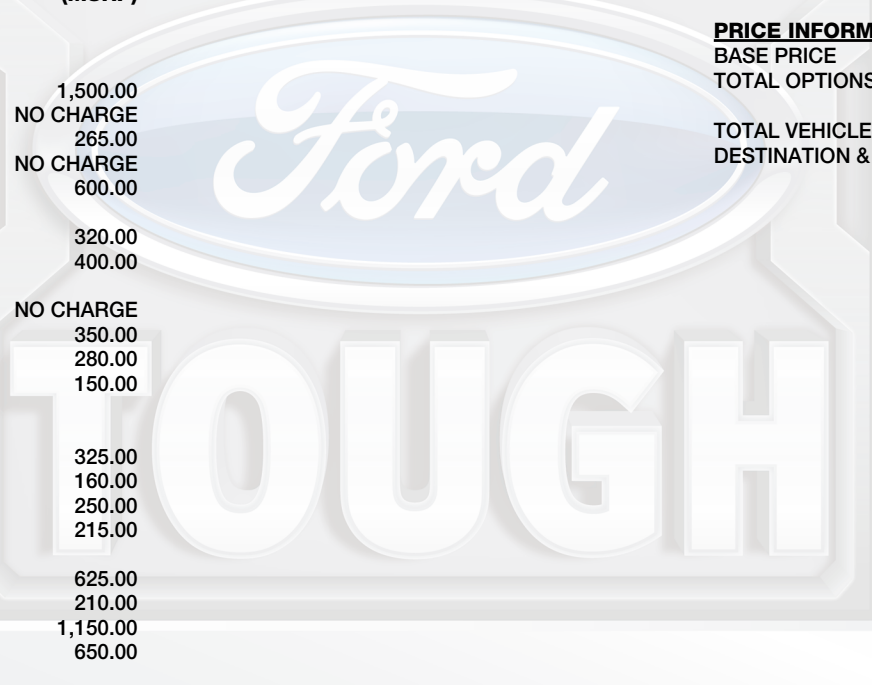 1,500.00
NO CHARGE
265.00
NO CHARGE
600.00
320.00
400.00
NO CHARGE
350.00
280.00
150.00
325.00
160.00
250.00
215.00
625.00
210.00
1,150.00
650.00
PRICE INFORM
BASE PRICE
TOTAL OPTIONS
TOTAL VEHICLE
DESTINATION &
Ford
TOUGH